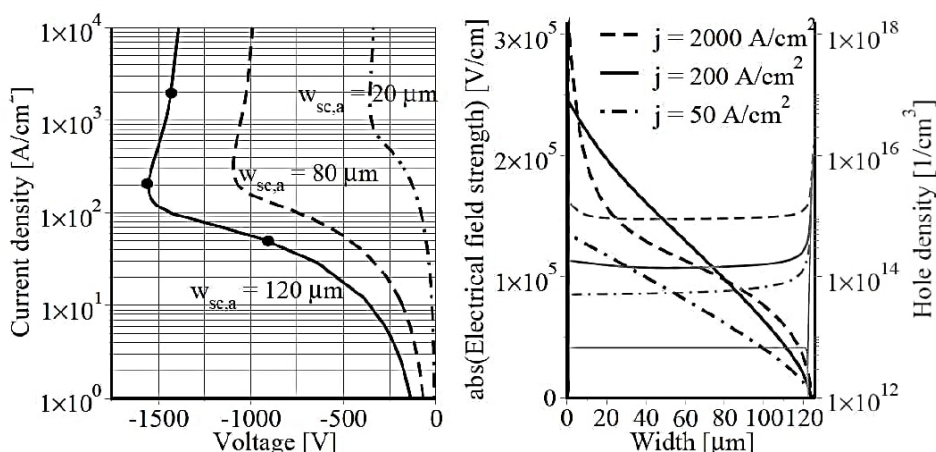 1×10⁴
1×10³
1×10²
1×10¹
1×10⁰
Current density [A/cm²]
w_sc,a = 20 μm
w_sc,a = 80 μm
w_sc,a = 120 μm
-1500 -1000 -500 0
Voltage [V]
3×10⁵
2×10⁵
1×10⁵
0
abs(Electrical field strength) [V/cm]
j = 2000 A/cm²
j = 200 A/cm²
j = 50 A/cm²
1×10¹⁸
1×10¹⁶
1×10¹⁴
1×10¹²
Hole density [1/cm³]
0 20 40 60 80 100 120
Width [μm]
2